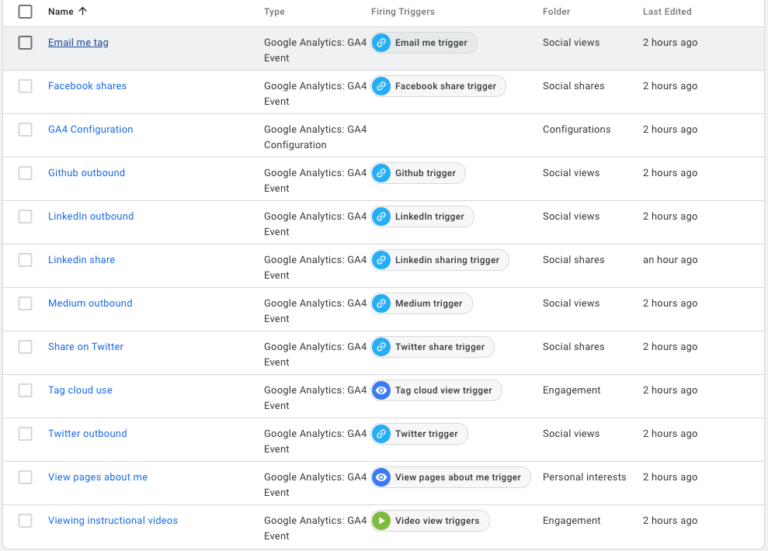 Name Type Firing Triggers Folder Last Edited
Email me tag Google Analytics: GA4 Event Email me trigger Social views 2 hours ago
Facebook shares Google Analytics: GA4 Event Facebook share trigger Social shares 2 hours ago
GA4 Configuration Google Analytics: GA4 Configuration Configurations 2 hours ago
Github outbound Google Analytics: GA4 Event Github trigger Social views 2 hours ago
LinkedIn outbound Google Analytics: GA4 Event LinkedIn trigger Social views 2 hours ago
Linkedin share Google Analytics: GA4 Event Linkedin sharing trigger Social shares an hour ago
Medium outbound Google Analytics: GA4 Event Medium trigger Social views 2 hours ago
Share on Twitter Google Analytics: GA4 Event Twitter share trigger Social shares 2 hours ago
Tag cloud use Google Analytics: GA4 Event Tag cloud view trigger Engagement 2 hours ago
Twitter outbound Google Analytics: GA4 Event Twitter trigger Social views 2 hours ago
View pages about me Google Analytics: GA4 Event View pages about me trigger Personal interests 2 hours ago
Viewing instructional videos Google Analytics: GA4 Event Video view triggers Engagement 2 hours ago